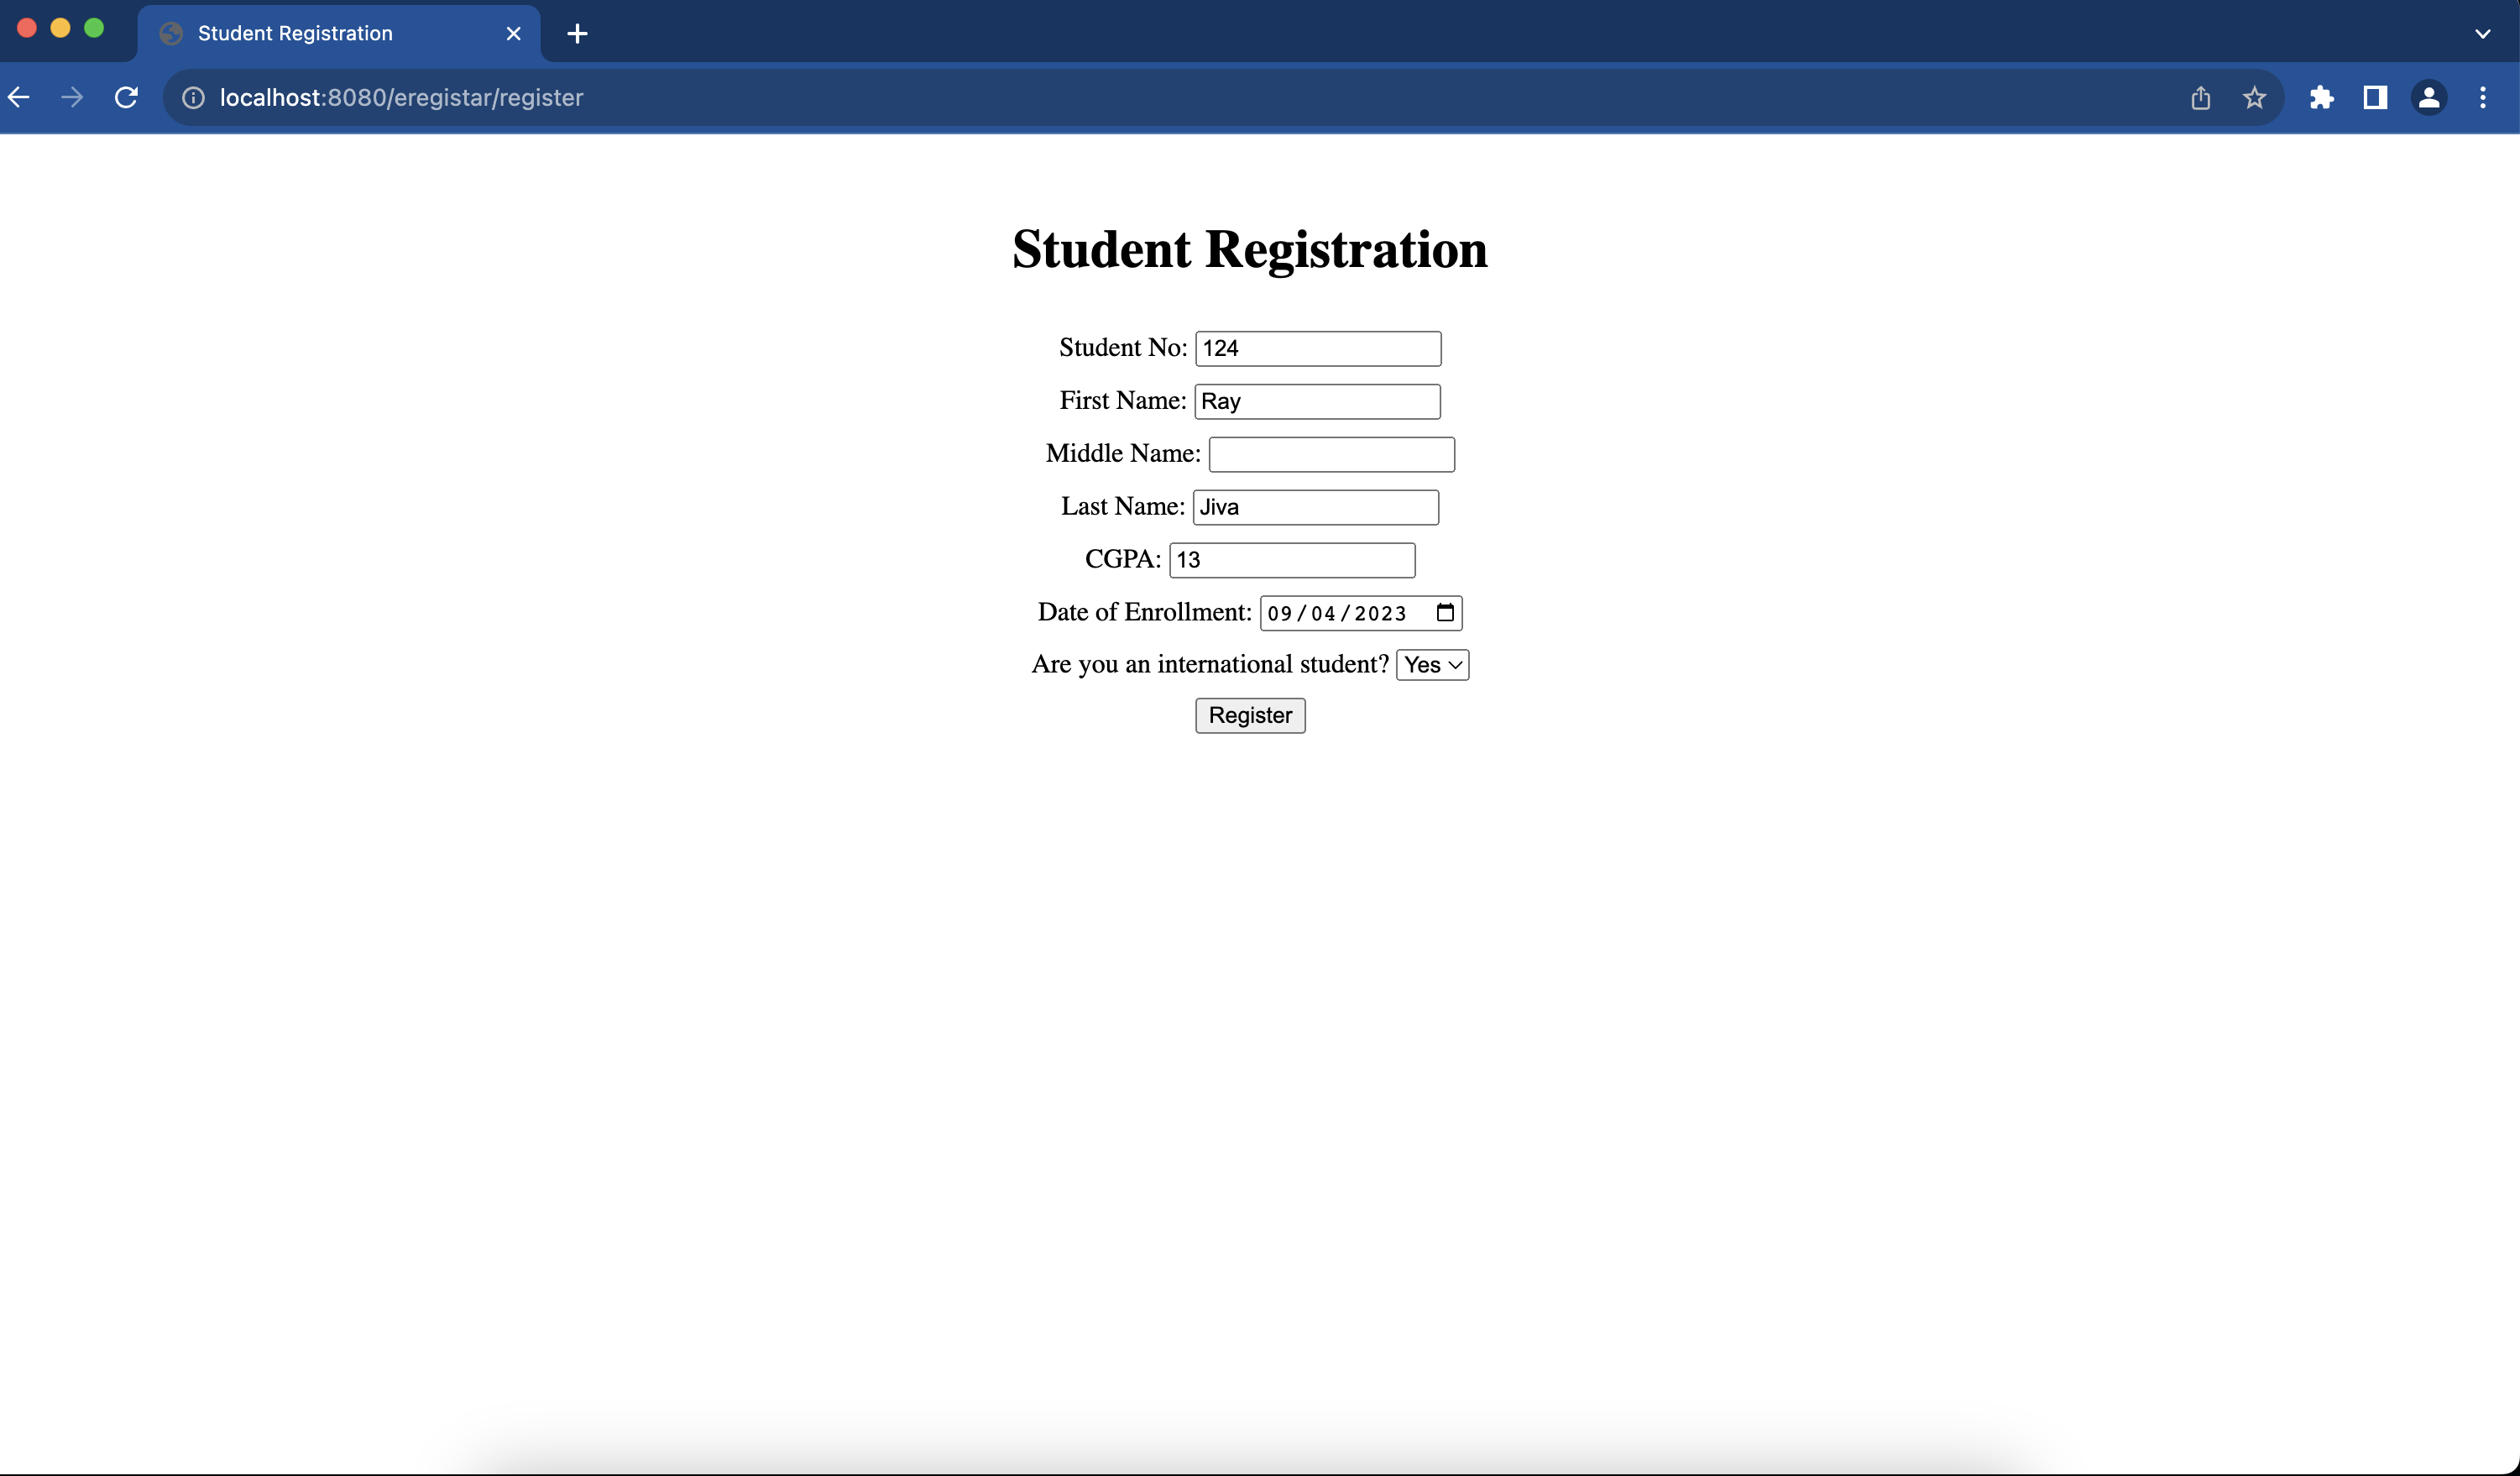 Student Registration
localhost:8080/eregistar/register
Student Registration
Student No: 124
First Name: Ray
Middle Name:
Last Name: Jiva
CGPA: 13
Date of Enrollment: 09/04/2023
Are you an international student? Yes
Register